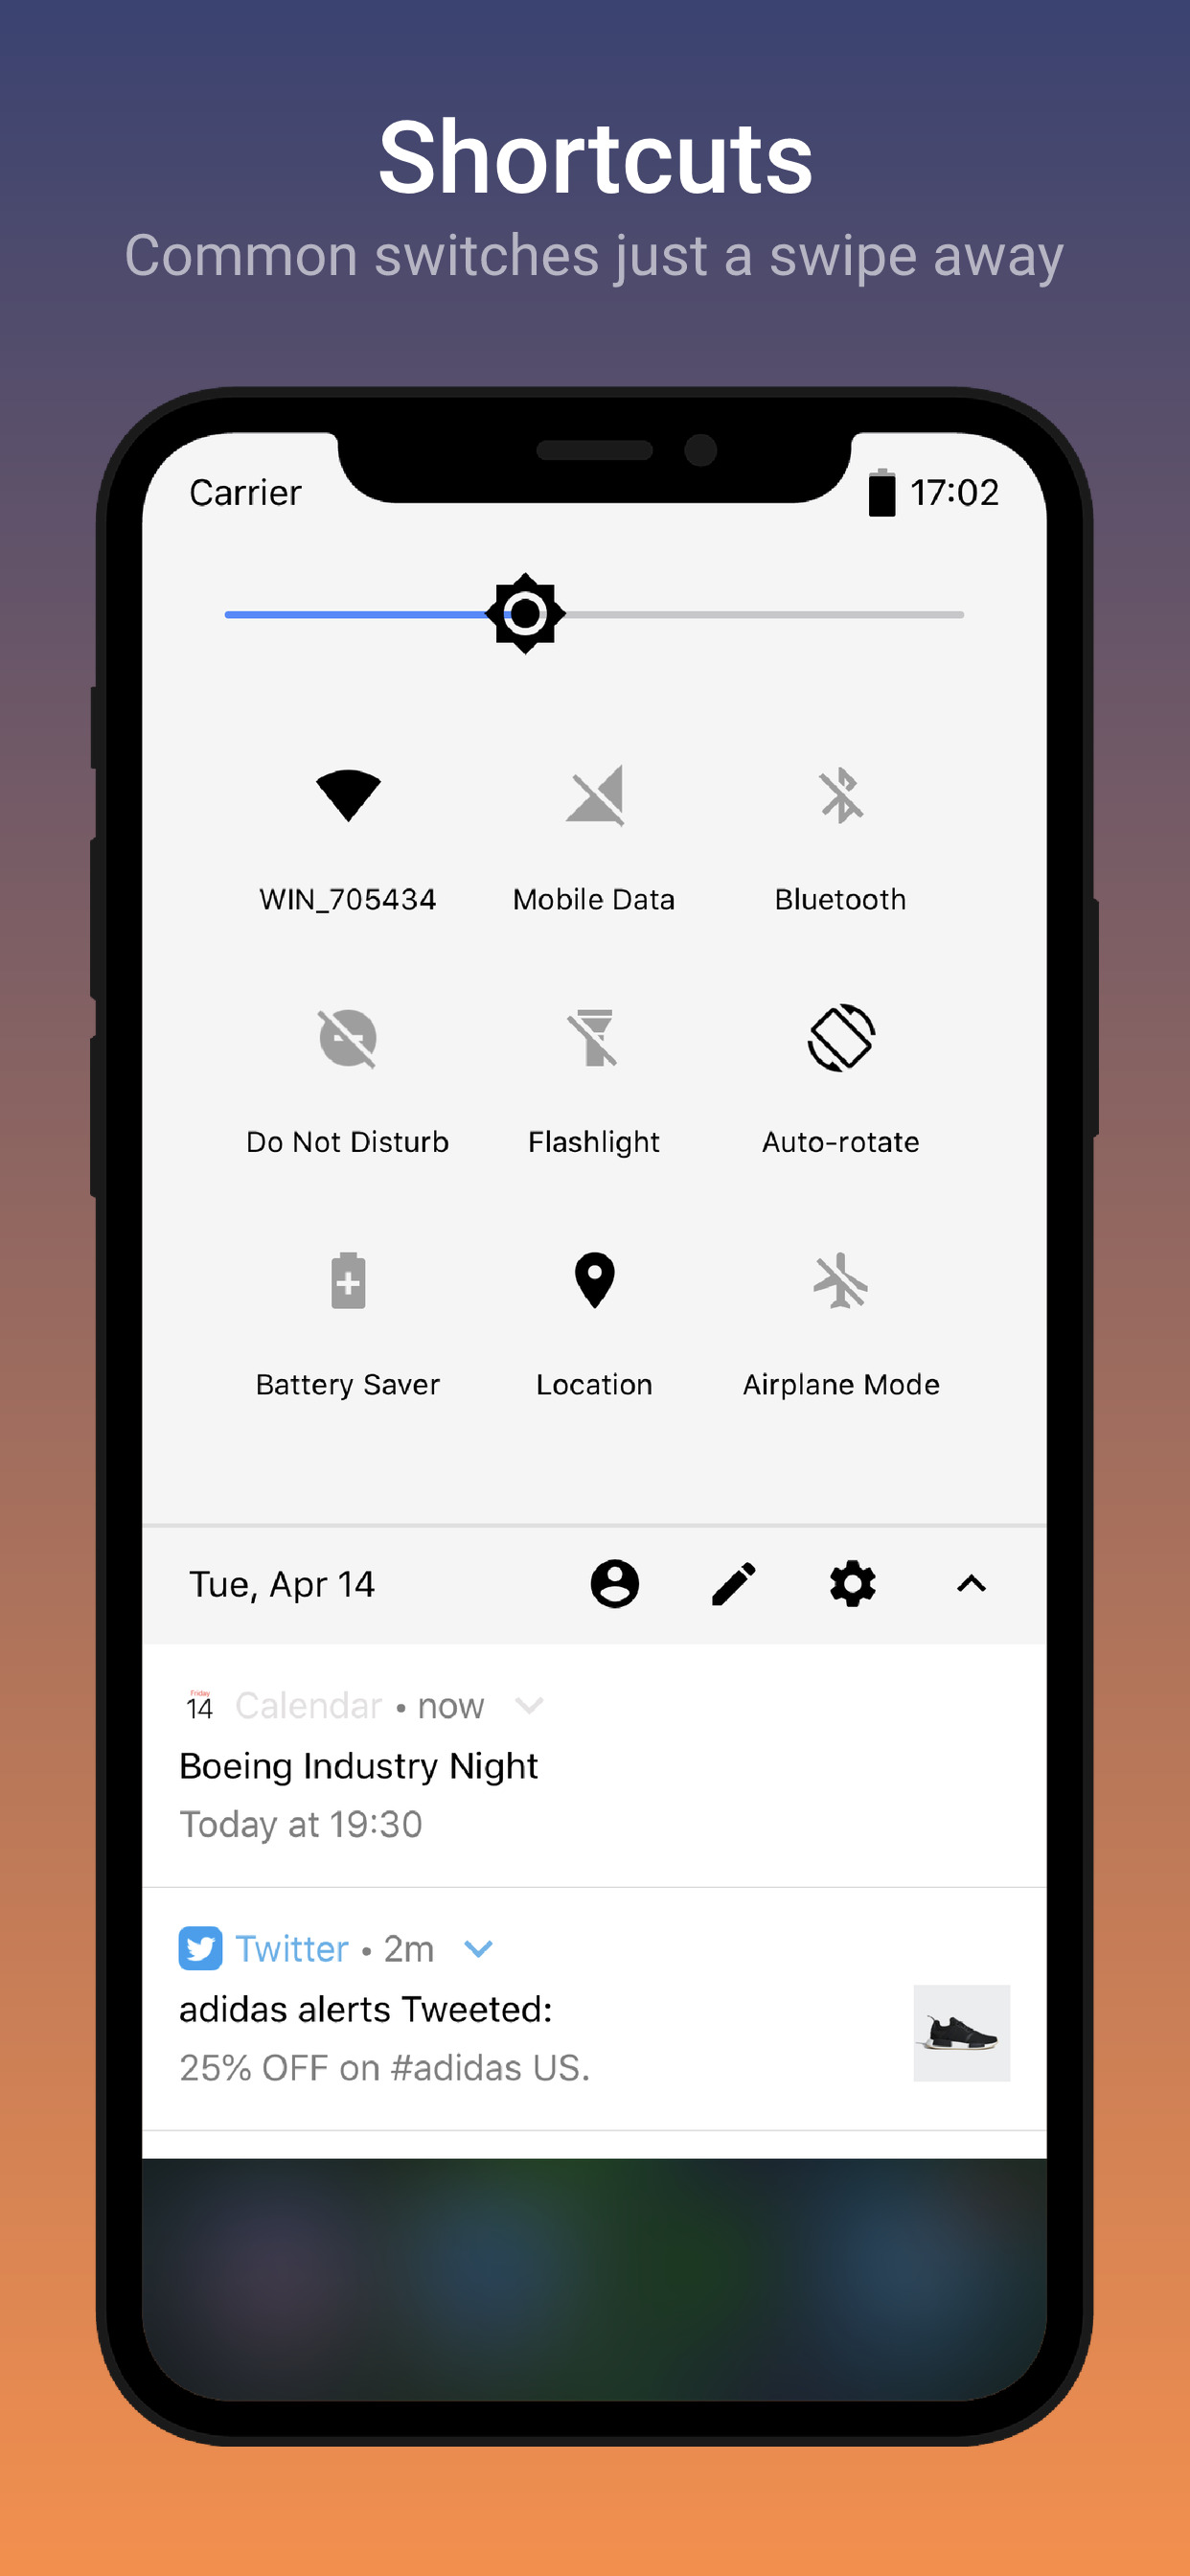 Shortcuts
Common switches just a swipe away
Carrier 17:02
WIN_705434 Mobile Data Bluetooth
Do Not Disturb Flashlight Auto-rotate
Battery Saver Location Airplane Mode
Tue, Apr 14
Friday
14 Calendar • now
Boeing Industry Night
Today at 19:30
Twitter • 2m
adidas alerts Tweeted:
25% OFF on #adidas US.